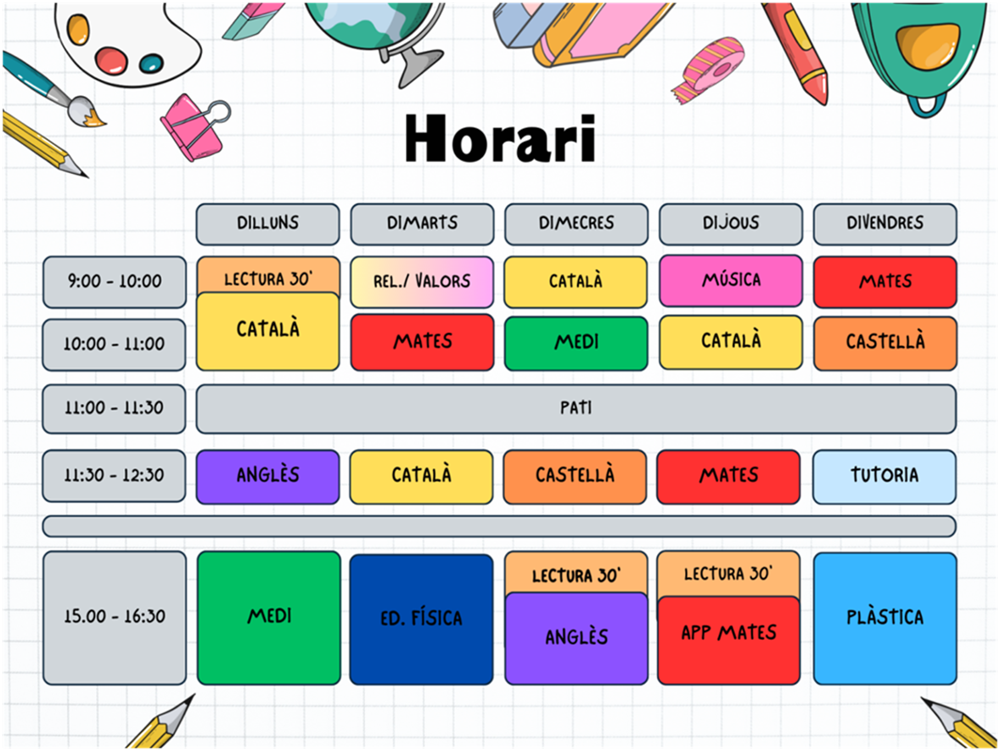 Horari
DILLUNS DIMARTS DIMECRES DIJOUS DIVENDRES
9:00 - 10:00 LECTURA 30' REL./ VALORS CATALÀ MÚSICA MATES
CATALÀ
10:00 - 11:00 MATES MEDI CATALÀ CASTELLÀ
11:00 - 11:30 PATI
11:30 - 12:30 ANGLÈS CATALÀ CASTELLÀ MATES TUTORIA
LECTURA 30' LECTURA 30'
15.00 - 16:30 MEDI ED. FÍSICA ANGLÈS APP MATES PLÀSTICA